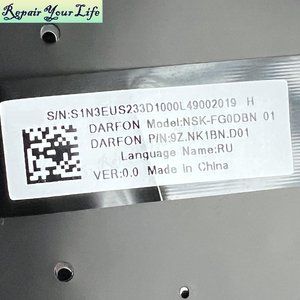 Repair Your Life
S/N:S1N3EUS233D1000L49002019 H
DARFON Model:NSK-FG0DBN 01
DARFON P/N:9Z.NK1BN.D01
Language Name:RU
VER:0.0 Made in China